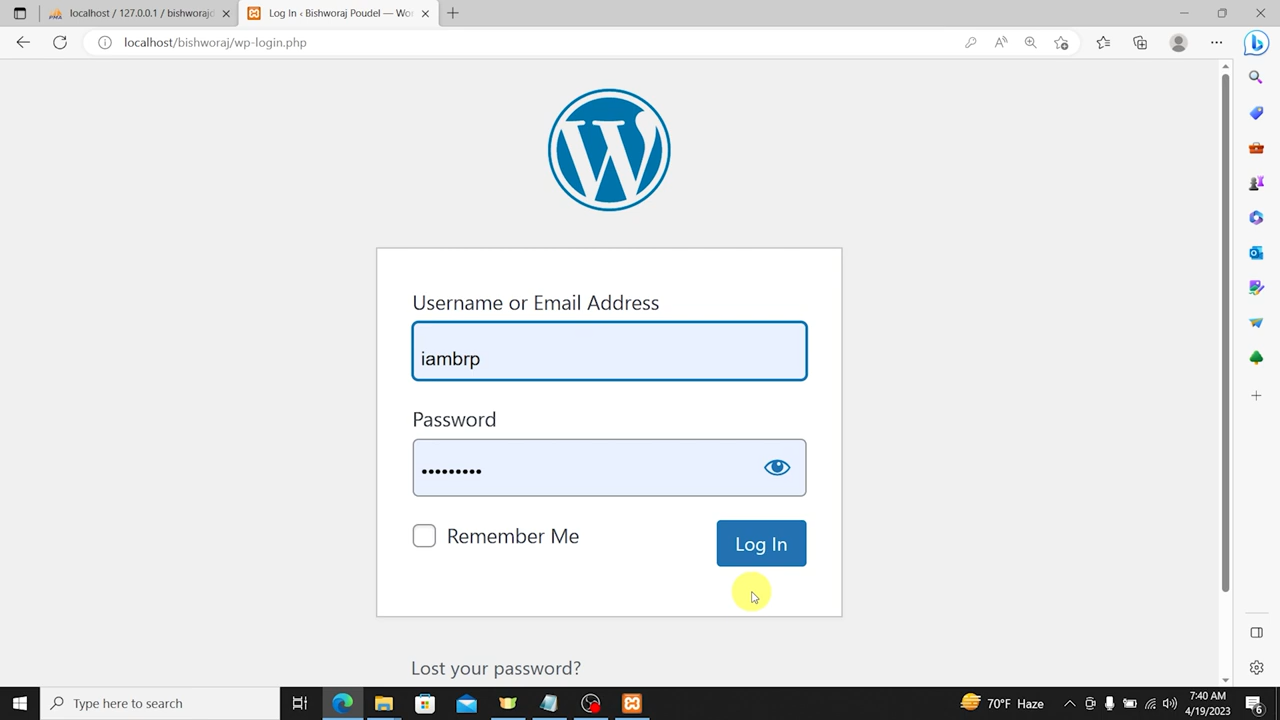 localhost / 127.0.0.1 / bishworajd
Log In ‹ Bishworaj Poudel — Wor
localhost/bishworaj/wp-login.php
Username or Email Address
iambrp
Password
Remember Me
Log In
Lost your password?
Type here to search
70°F Haze
7:40 AM
4/19/2023
6